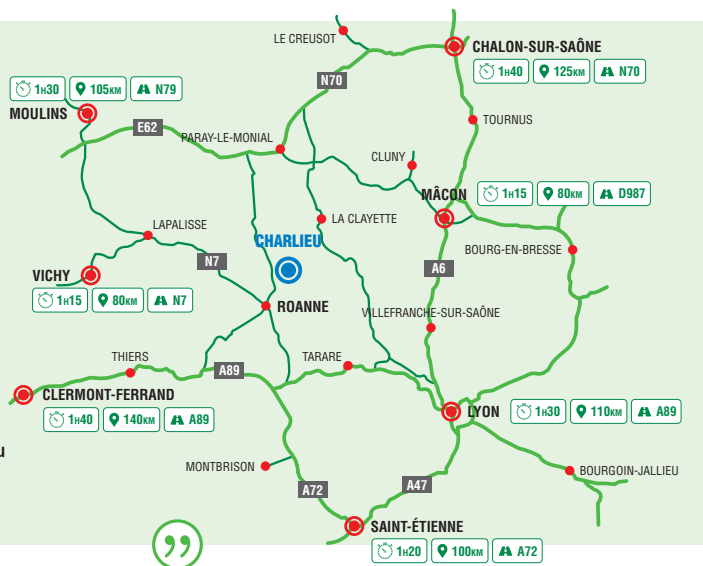 LE CREUSOT
CHALON-SUR-SAÔNE
1H40 125KM N70
N70
1H30 105KM N79
MOULINS
TOURNUS
E62
PARAY-LE-MONIAL
CLUNY
MÂCON
1H15 80KM D987
LAPALISSE
LA CLAYETTE
CHARLIEU
BOURG-EN-BRESSE
N7
A6
VICHY
1H15 80KM N7
ROANNE
VILLEFRANCHE-SUR-SAÔNE
THIERS
TARARE
A89
CLERMONT-FERRAND
1H40 140KM A89
LYON
1H30 110KM A89
u
MONTBRISON
BOURGOIN-JALLIEU
A72
A47
SAINT-ÉTIENNE
1H20 100KM A72
”